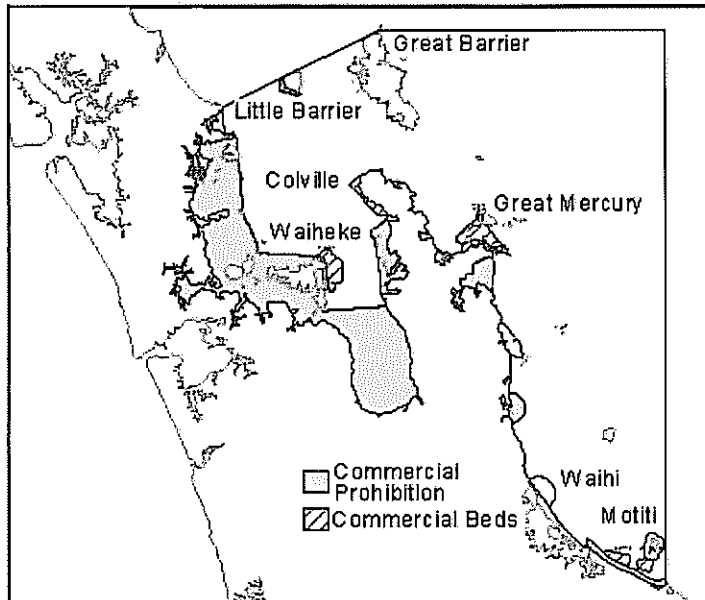 Great Barrier
Little Barrier
Colville
Great Mercury
Waiheke
Commercial
Prohibition
Commercial Beds
Waihi
Motiti